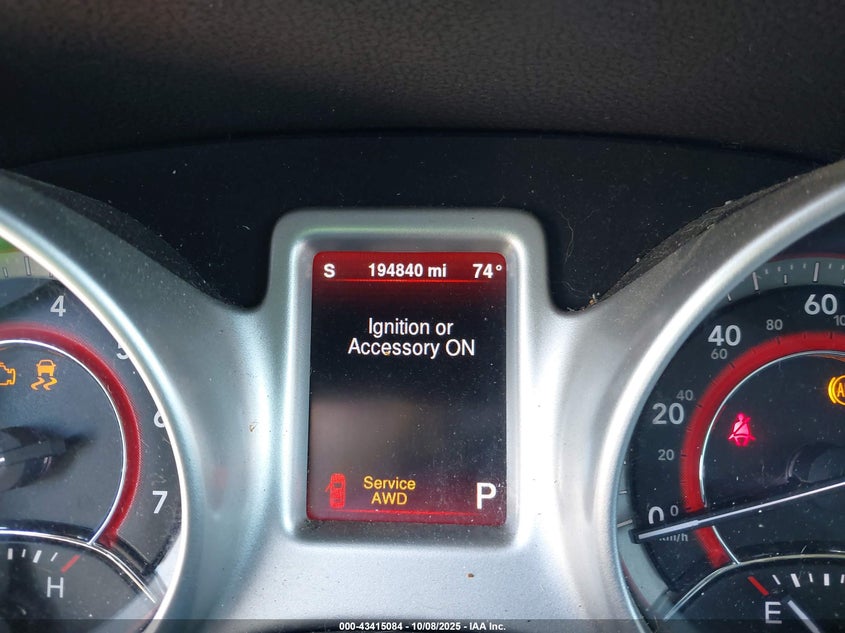 S 194840 mi 74°
Ignition or
Accessory ON
Service
AWD
P
4
5
6
7
H
0
20
40
60
20
40
60
80
km/h
E
000-43415084 - 10/08/2025 - IAA Inc.